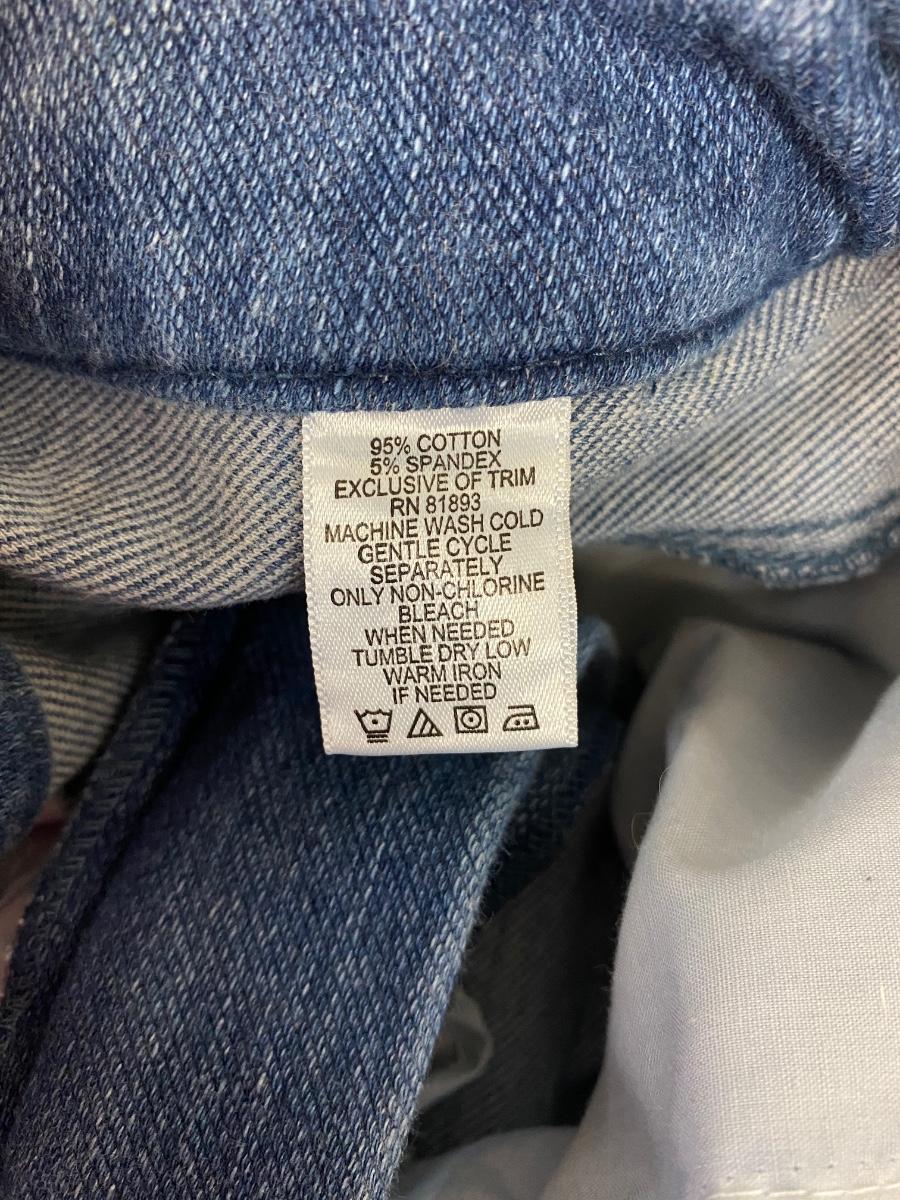 95% COTTON
5% SPANDEX
EXCLUSIVE OF TRIM
RN 81893
MACHINE WASH COLD
GENTLE CYCLE
SEPARATELY
ONLY NON-CHLORINE
BLEACH
WHEN NEEDED
TUMBLE DRY LOW
WARM IRON
IF NEEDED